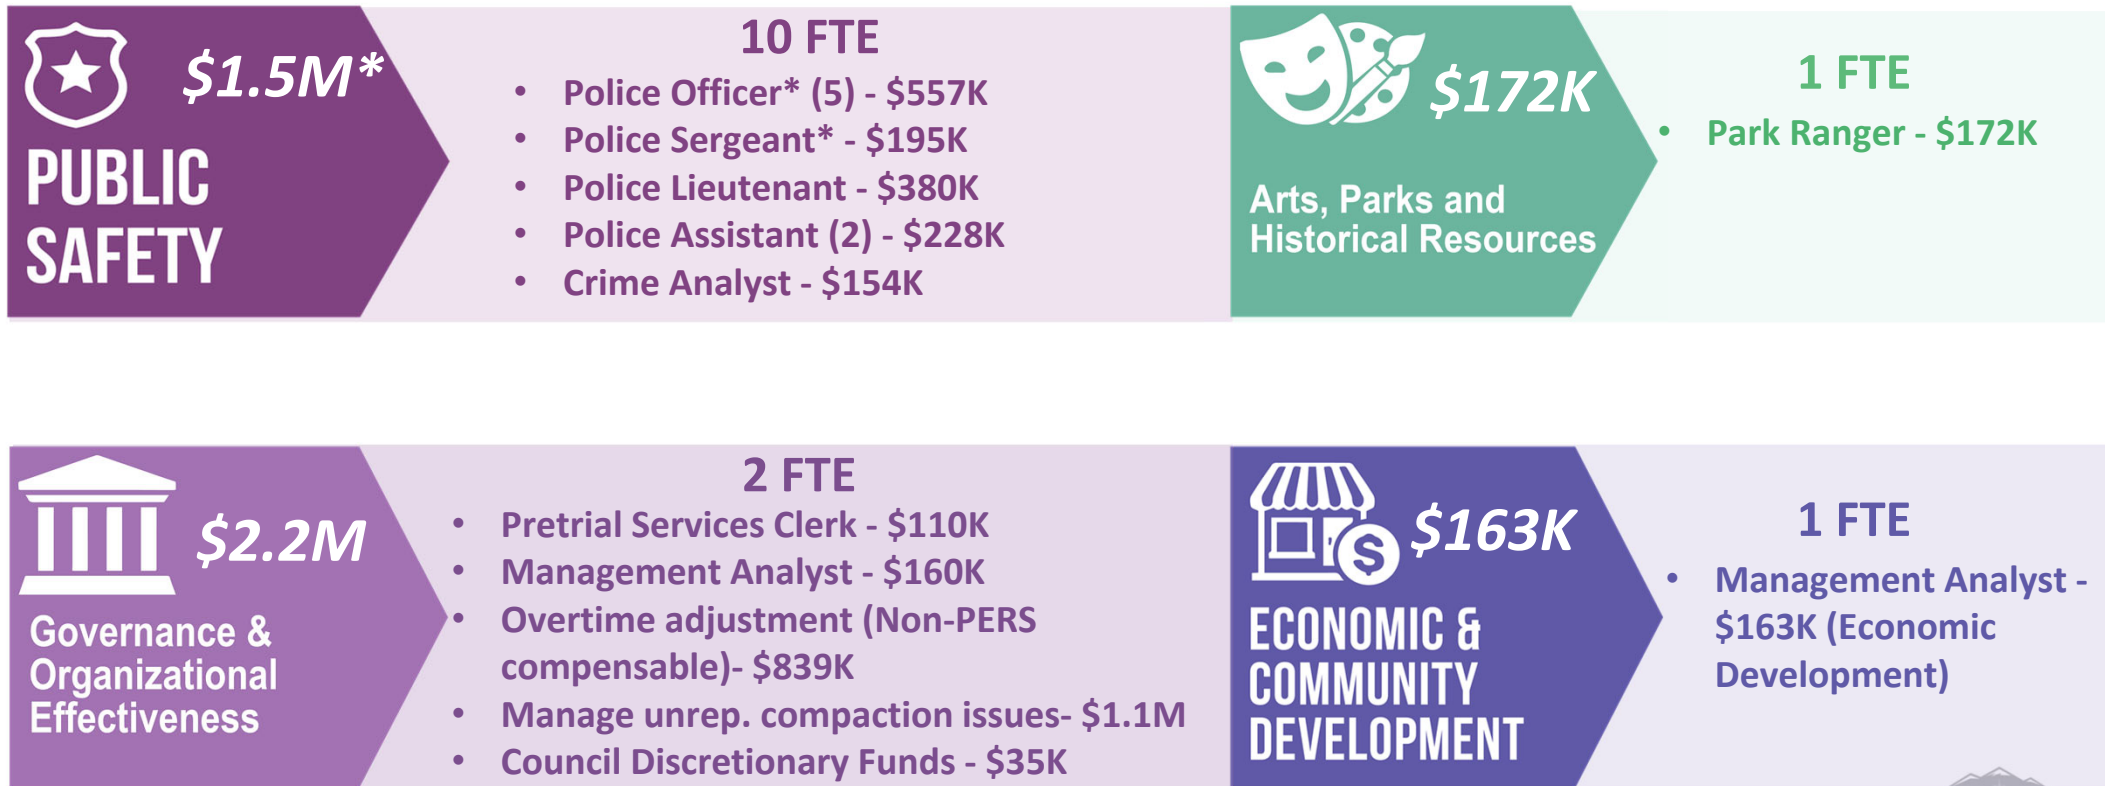 $1.5M*
PUBLIC
SAFETY
10 FTE
• Police Officer* (5) - $557K
• Police Sergeant* - $195K
• Police Lieutenant - $380K
• Police Assistant (2) - $228K
• Crime Analyst - $154K
$172K
Arts, Parks and
Historical Resources
1 FTE
• Park Ranger - $172K
$2.2M
Governance &
Organizational
Effectiveness
2 FTE
• Pretrial Services Clerk - $110K
• Management Analyst - $160K
• Overtime adjustment (Non-PERS
compensable)- $839K
• Manage unrep. compaction issues- $1.1M
• Council Discretionary Funds - $35K
$163K
ECONOMIC &
COMMUNITY
DEVELOPMENT
1 FTE
• Management Analyst -
$163K (Economic
Development)